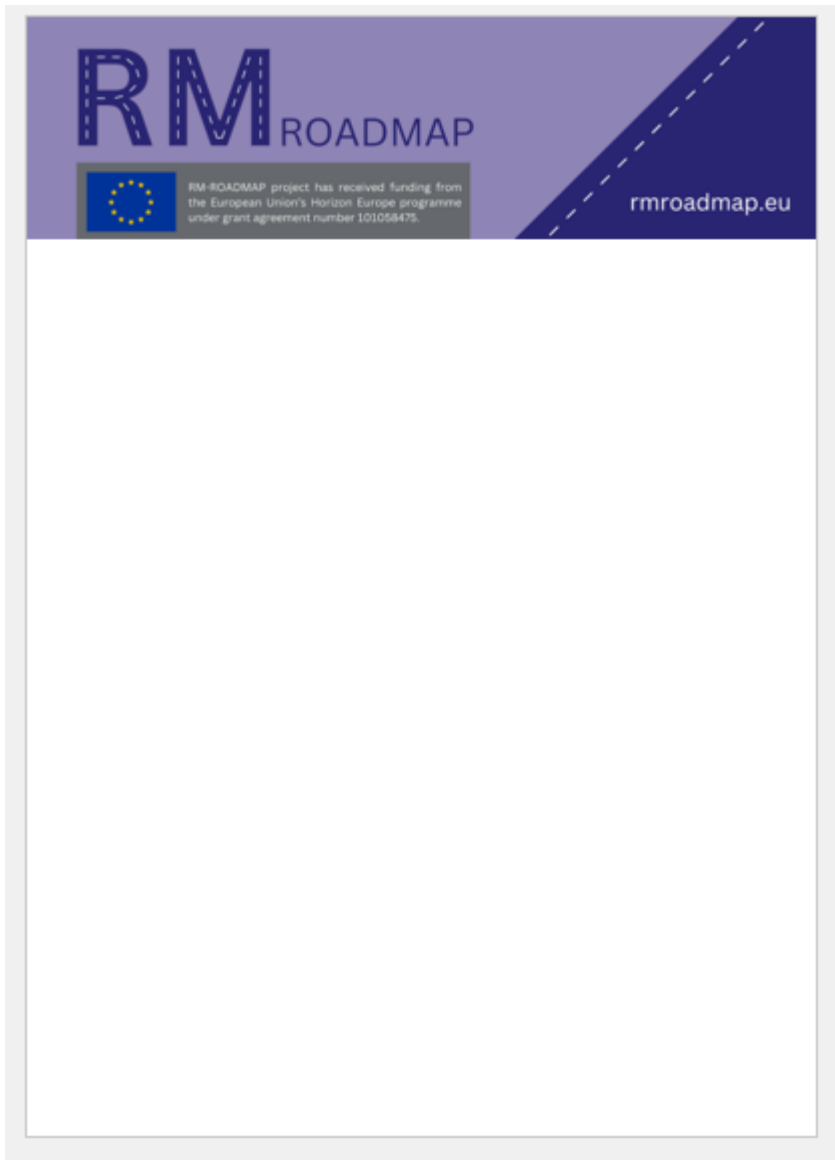 RM ROADMAP
RM-ROADMAP project has received funding from
the European Union's Horizon Europe programme
under grant agreement number 101058475.
rmroadmap.eu